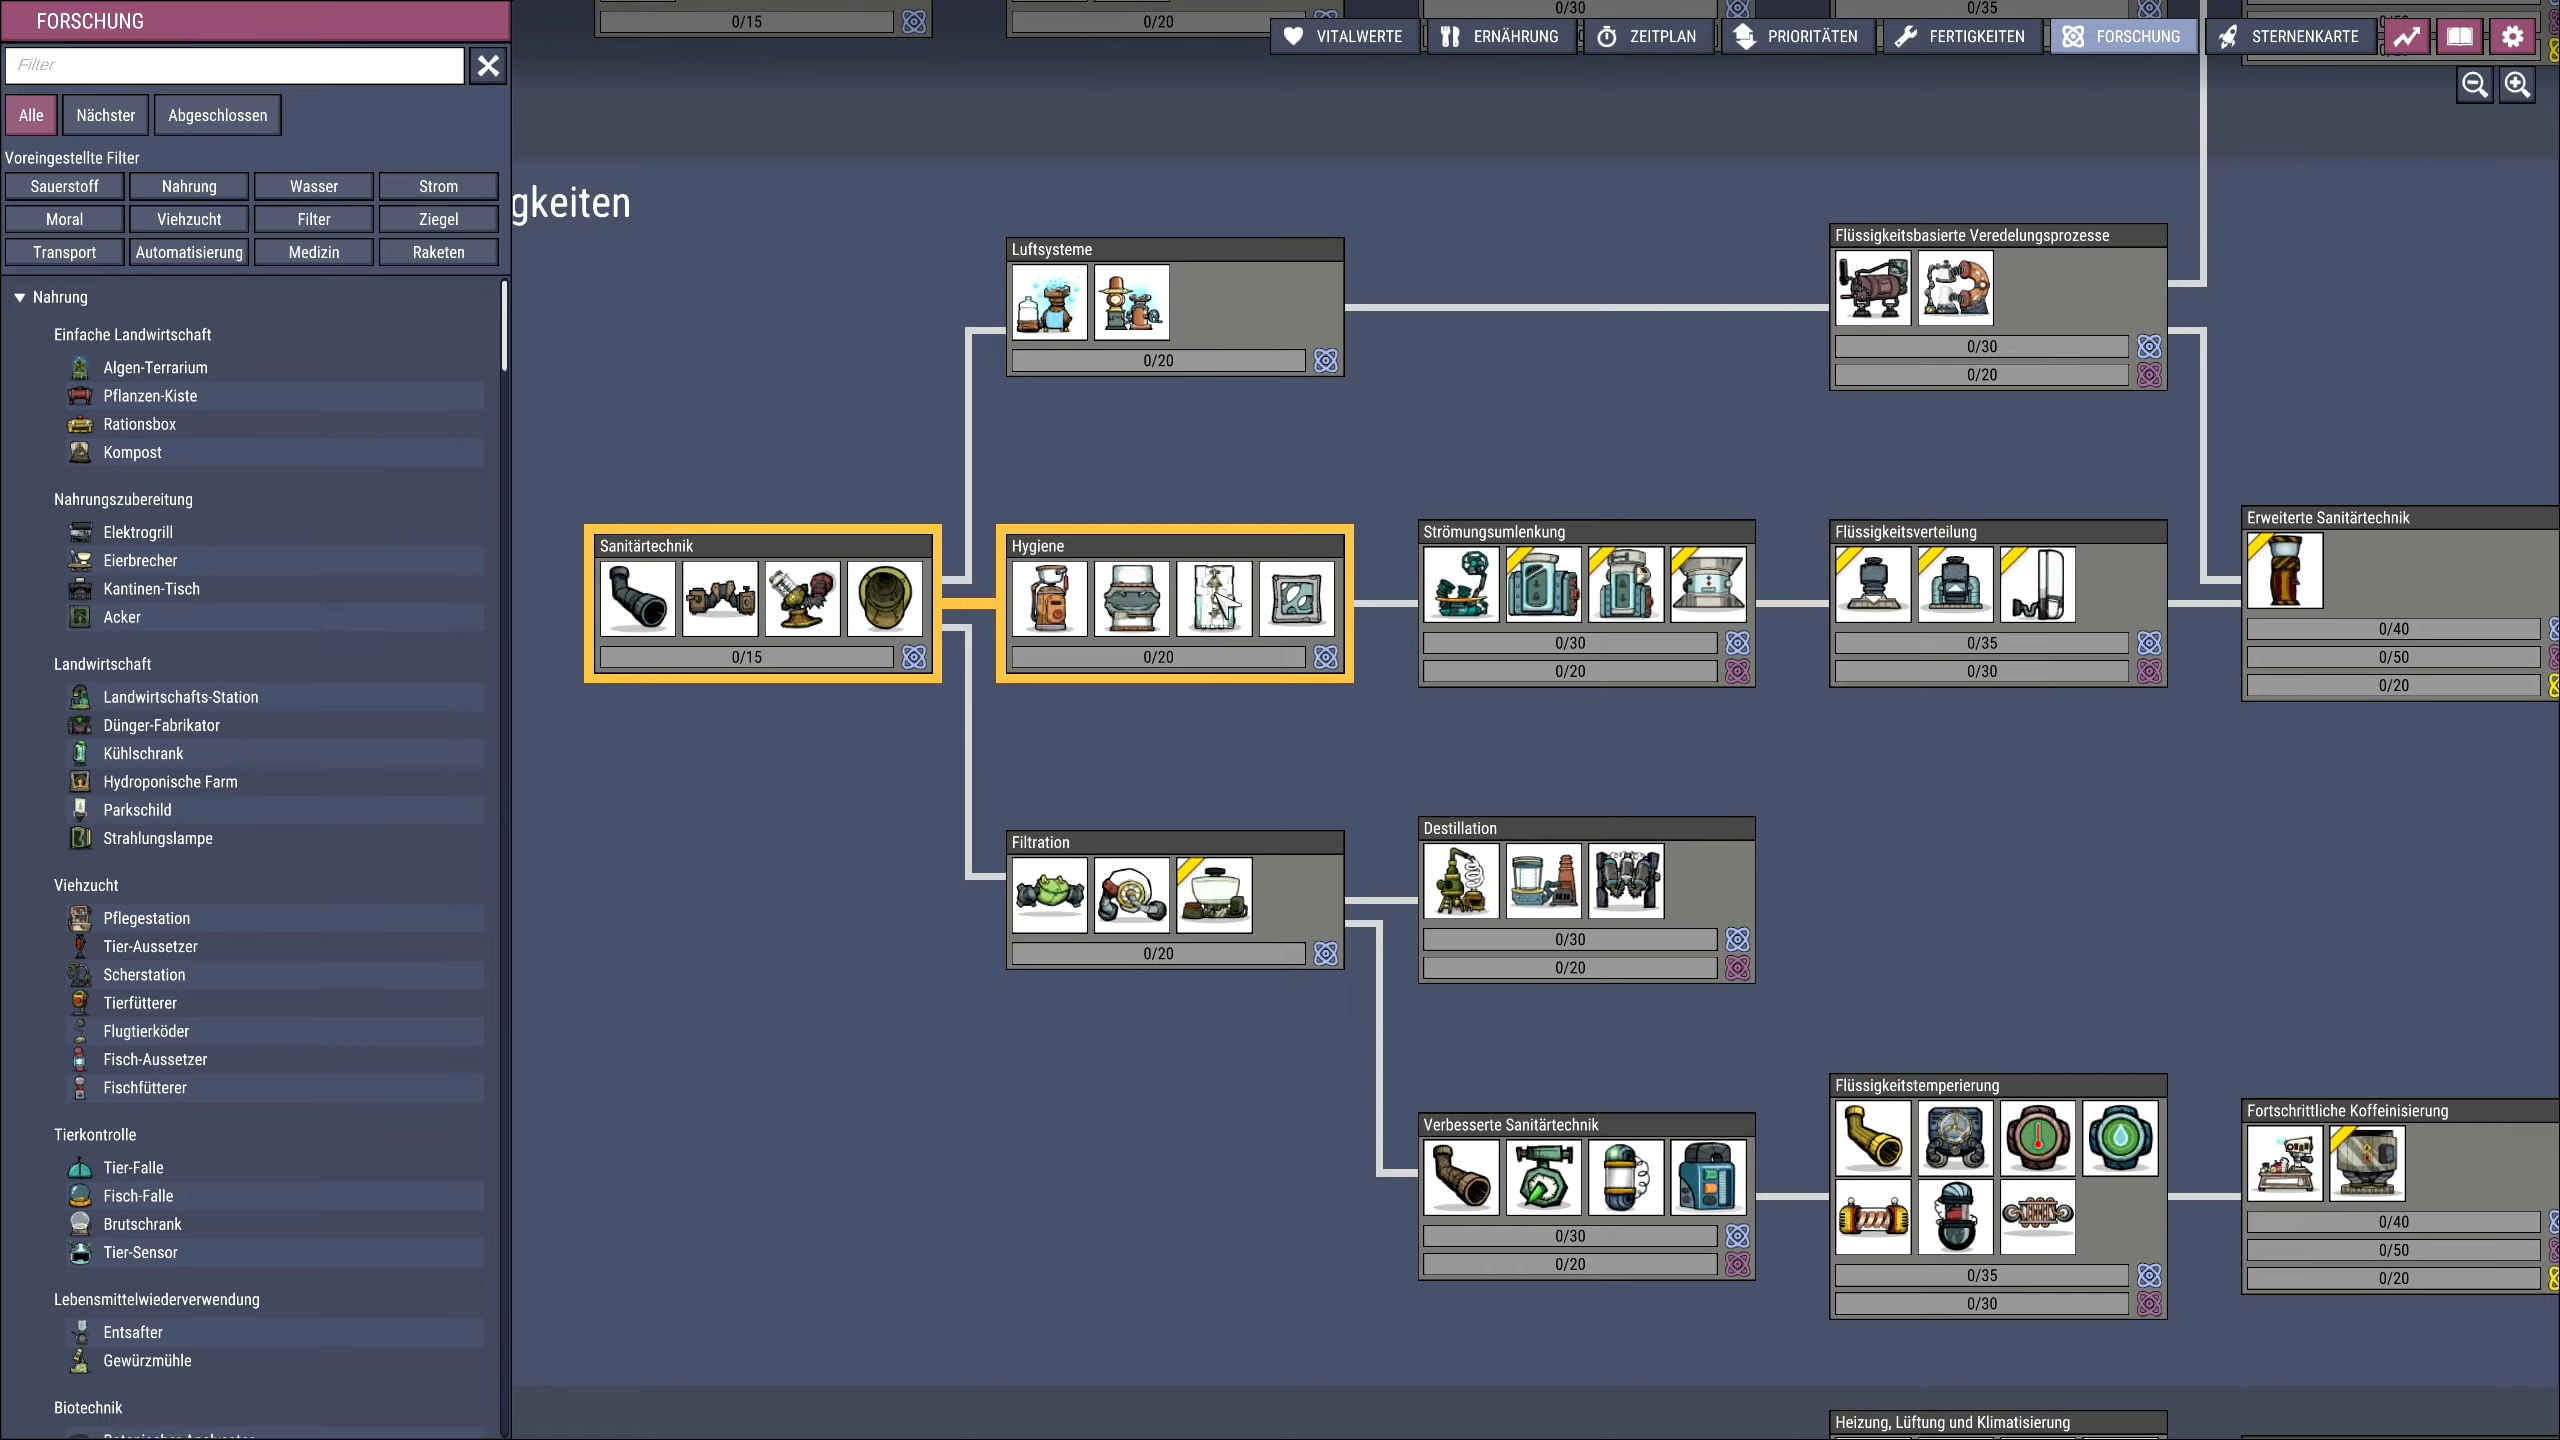 FORSCHUNG
Filter
Alle
Nächster
Abgeschlossen
Voreingestellte Filter
Sauerstoff
Nahrung
Wasser
Strom
Moral
Viehzucht
Filter
Ziegel
Transport
Automatisierung
Medizin
Raketen
Nahrung
Einfache Landwirtschaft
Algen-Terrarium
Pflanzen-Kiste
Rationsbox
Kompost
Nahrungszubereitung
Elektrogrill
Eierbrecher
Kantinen-Tisch
Acker
Landwirtschaft
Landwirtschafts-Station
Dünger-Fabrikator
Kühlschrank
Hydroponische Farm
Parkschild
Strahlungslampe
Viehzucht
Pflegestation
Tier-Aussetzer
Scherstation
Tierfütterer
Flugtierköder
Fisch-Aussetzer
Fischfütterer
Tierkontrolle
Tier-Falle
Fisch-Falle
Brutschrank
Tier-Sensor
Lebensmittelwiederverwendung
Entsafter
Gewürzmühle
Biotechnik
0/15
0/20
0/30
0/35
VITALWERTE
ERNÄHRUNG
ZEITPLAN
PRIORITÄTEN
FERTIGKEITEN
FORSCHUNG
STERNENKARTE
gkeiten
Luftsysteme
0/20
Flüssigkeitsbasierte Veredelungsprozesse
0/30
0/20
Sanitärtechnik
0/15
Hygiene
0/20
Strömungsumlenkung
0/30
0/20
Flüssigkeitsverteilung
0/35
0/30
Erweiterte Sanitärtechnik
0/40
0/50
0/20
Filtration
0/20
Destillation
0/30
0/20
Verbesserte Sanitärtechnik
0/30
0/20
Flüssigkeitstemperierung
0/35
0/30
Fortschrittliche Koffeinisierung
0/40
0/50
0/20
Heizung, Lüftung und Klimatisierung